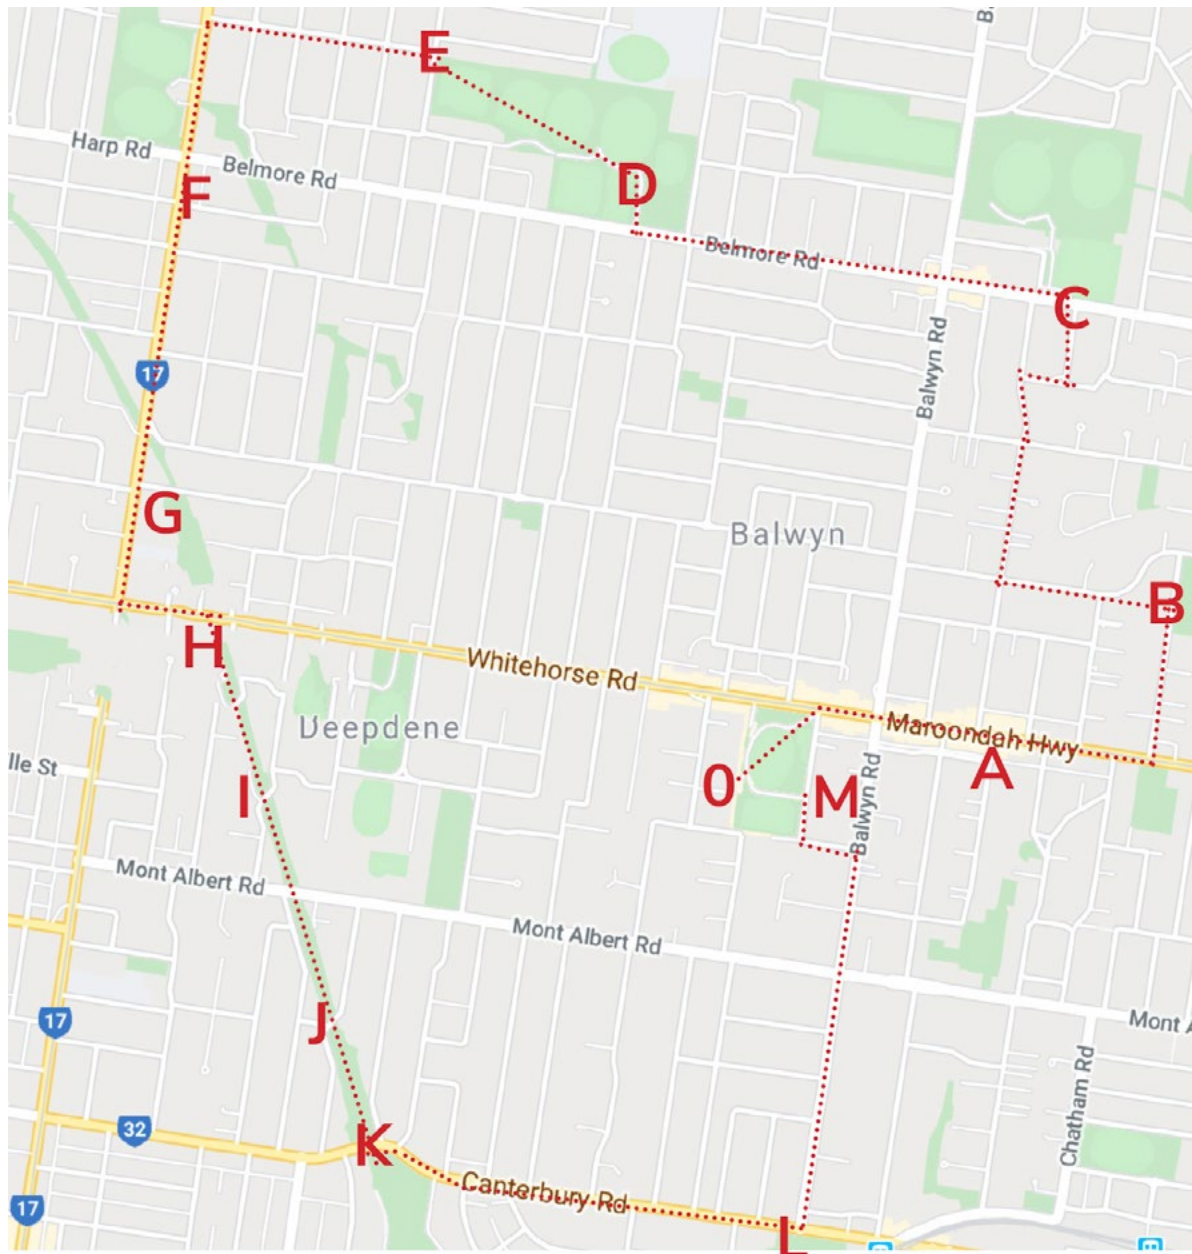 B
E
Harp Rd
Belmore Rd
D
F
Belmore Rd
C
17
Balwyn Rd
G
Balwyn
B
H
Whitehorse Rd
Deepdene
Maroondah Hwy
lle St
0
M
A
Balwyn Rd
I
Mont Albert Rd
Mont Albert Rd
17
J
Mont A
Chatham Rd
32
K
Canterbury Rd
17
L